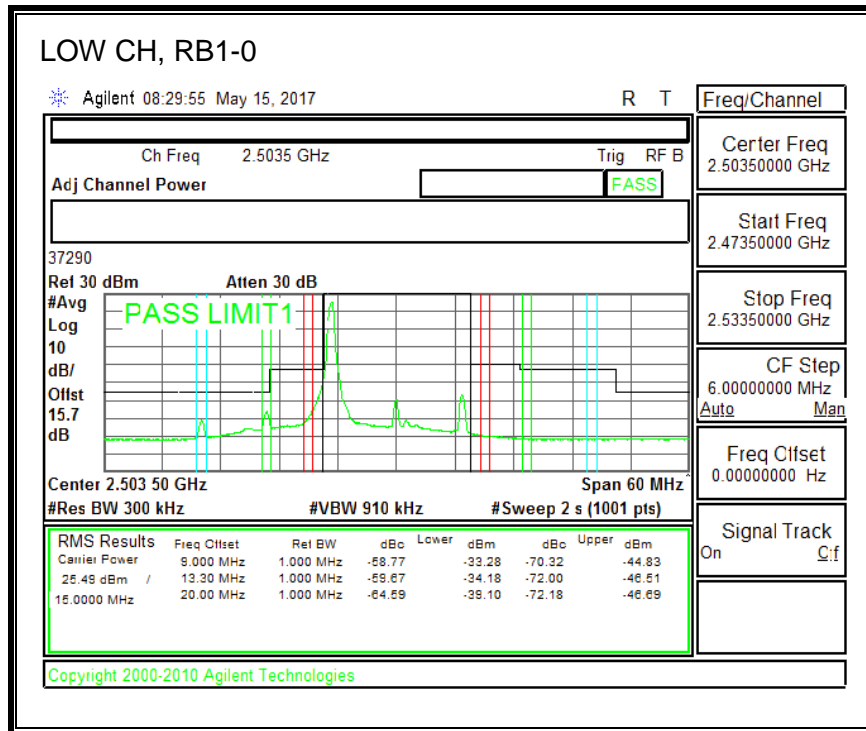 LOW CH, RB1-0
Agilent 08:29:55 May 15, 2017 R T
Freq/Channel
Ch Freq 2.5035 GHz Trig RF B
Adj Channel Power PASS
Center Freq
2.50350000 GHz
Start Freq
2.47350000 GHz
Stop Freq
2.53350000 GHz
CF Step
6.00000000 MHz
Auto Man
Freq Offset
0.00000000 Hz
Signal Track
On Off
37290
Ref 30 dBm Atten 30 dB
#Avg
Log
10
dB/
Offst
15.7
dB
PASS LIMIT1
Center 2.503 50 GHz Span 60 MHz
#Res BW 300 kHz #VBW 910 kHz #Sweep 2 s (1001 pts)
RMS Results Freq Offset Ref BW dBc Lower dBm dBc Upper dBm
Carrier Power 9.000 MHz 1.000 MHz -58.77 -33.28 -70.32 -44.83
25.49 dBm / 13.30 MHz 1.000 MHz -59.67 -34.18 -72.00 -46.51
15.0000 MHz 20.00 MHz 1.000 MHz -64.59 -39.10 -72.18 -46.69
Copyright 2000-2010 Agilent Technologies